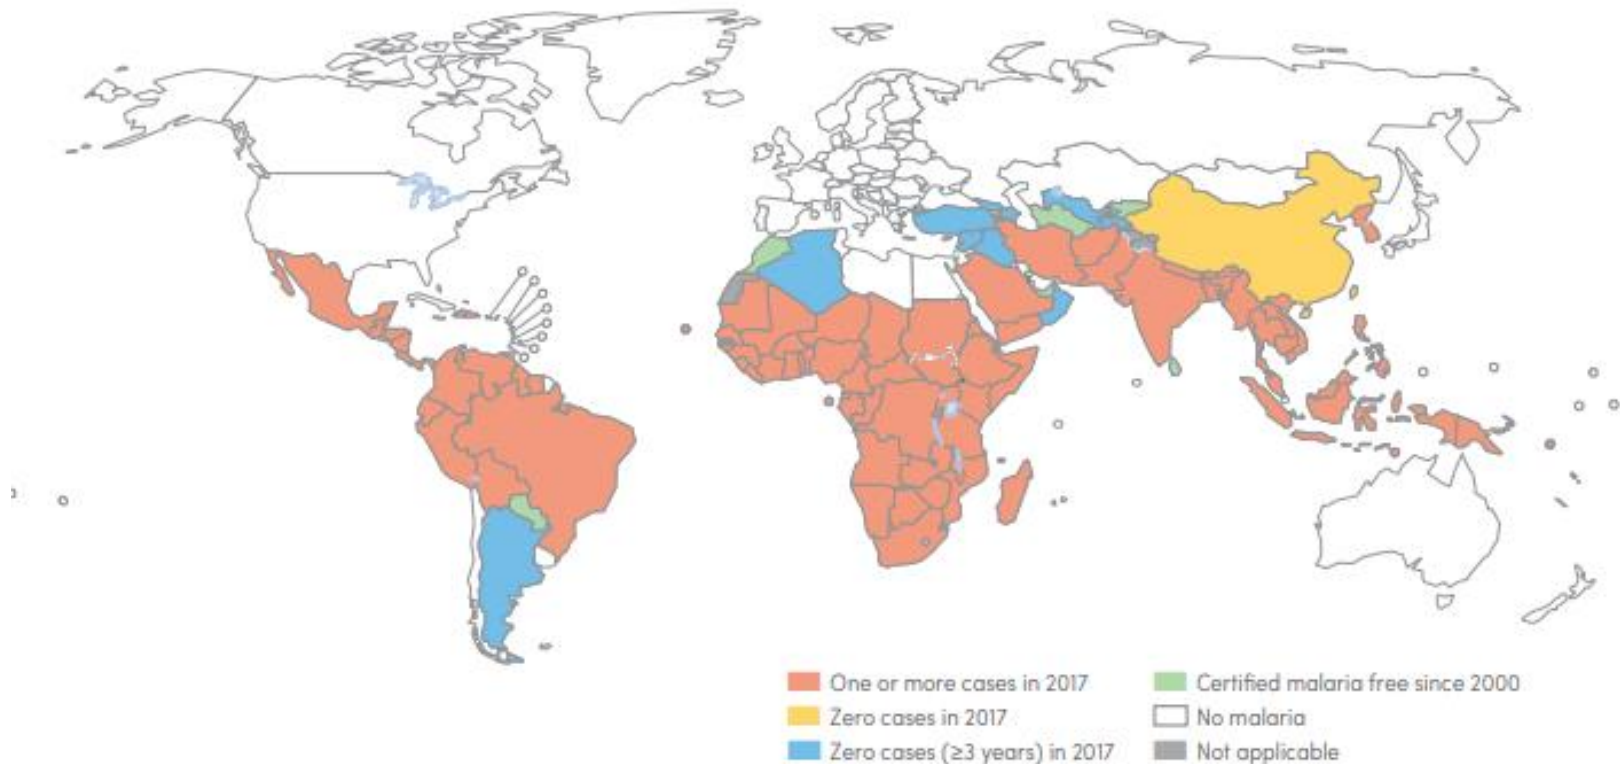 One or more cases in 2017
Zero cases in 2017
Zero cases (≥3 years) in 2017
Certified malaria free since 2000
No malaria
Not applicable